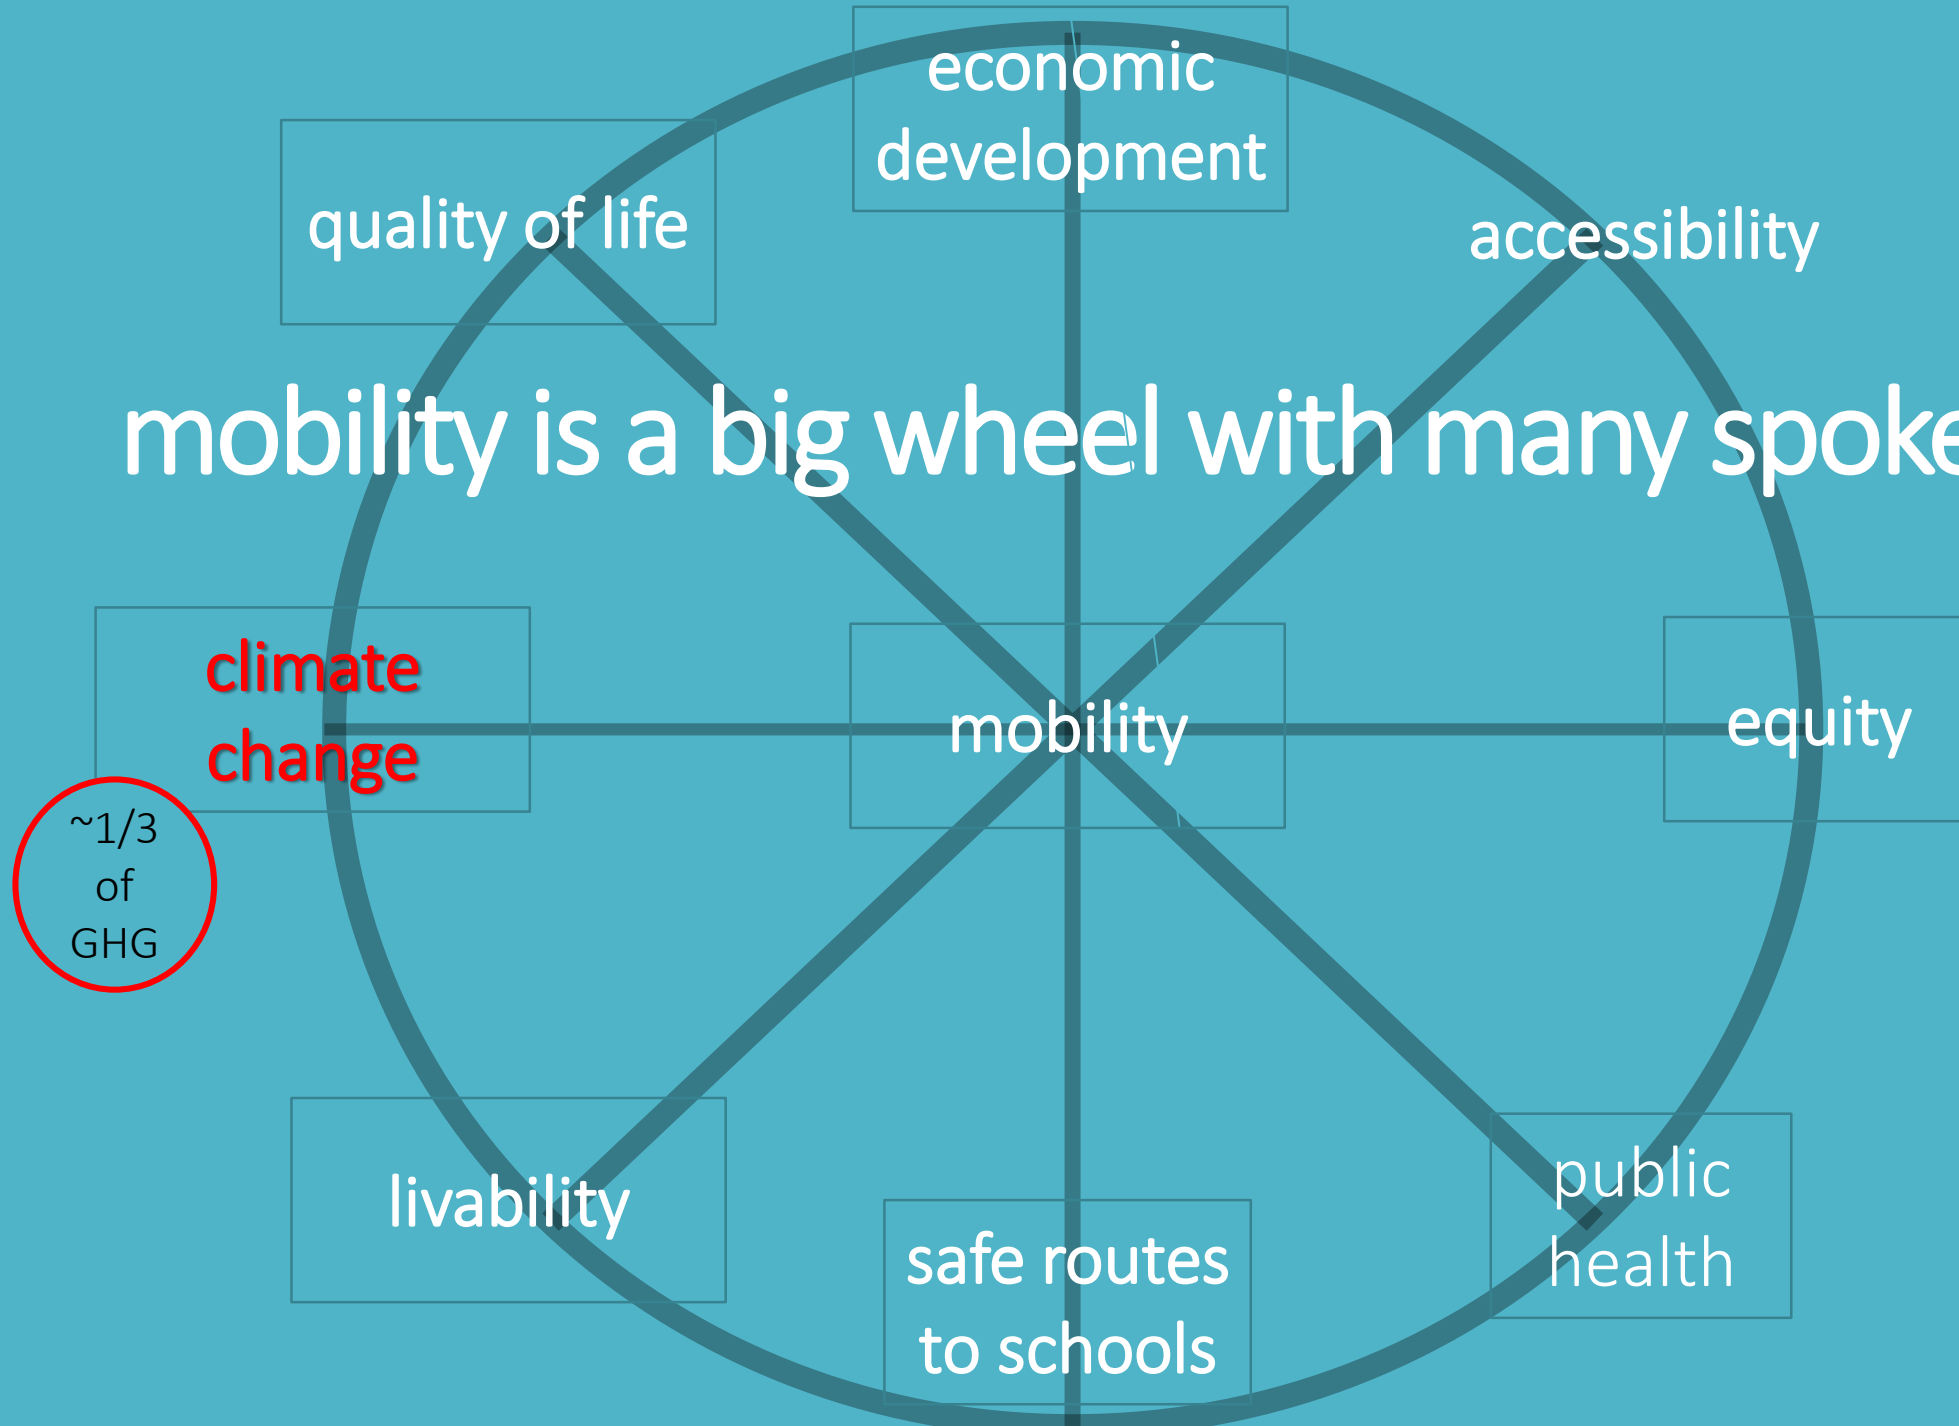 economic
development
quality of life
accessibility
mobility is a big wheel with many spoke
climate
change
mobility
equity
~1/3
of
GHG
livability
public
health
safe routes
to schools